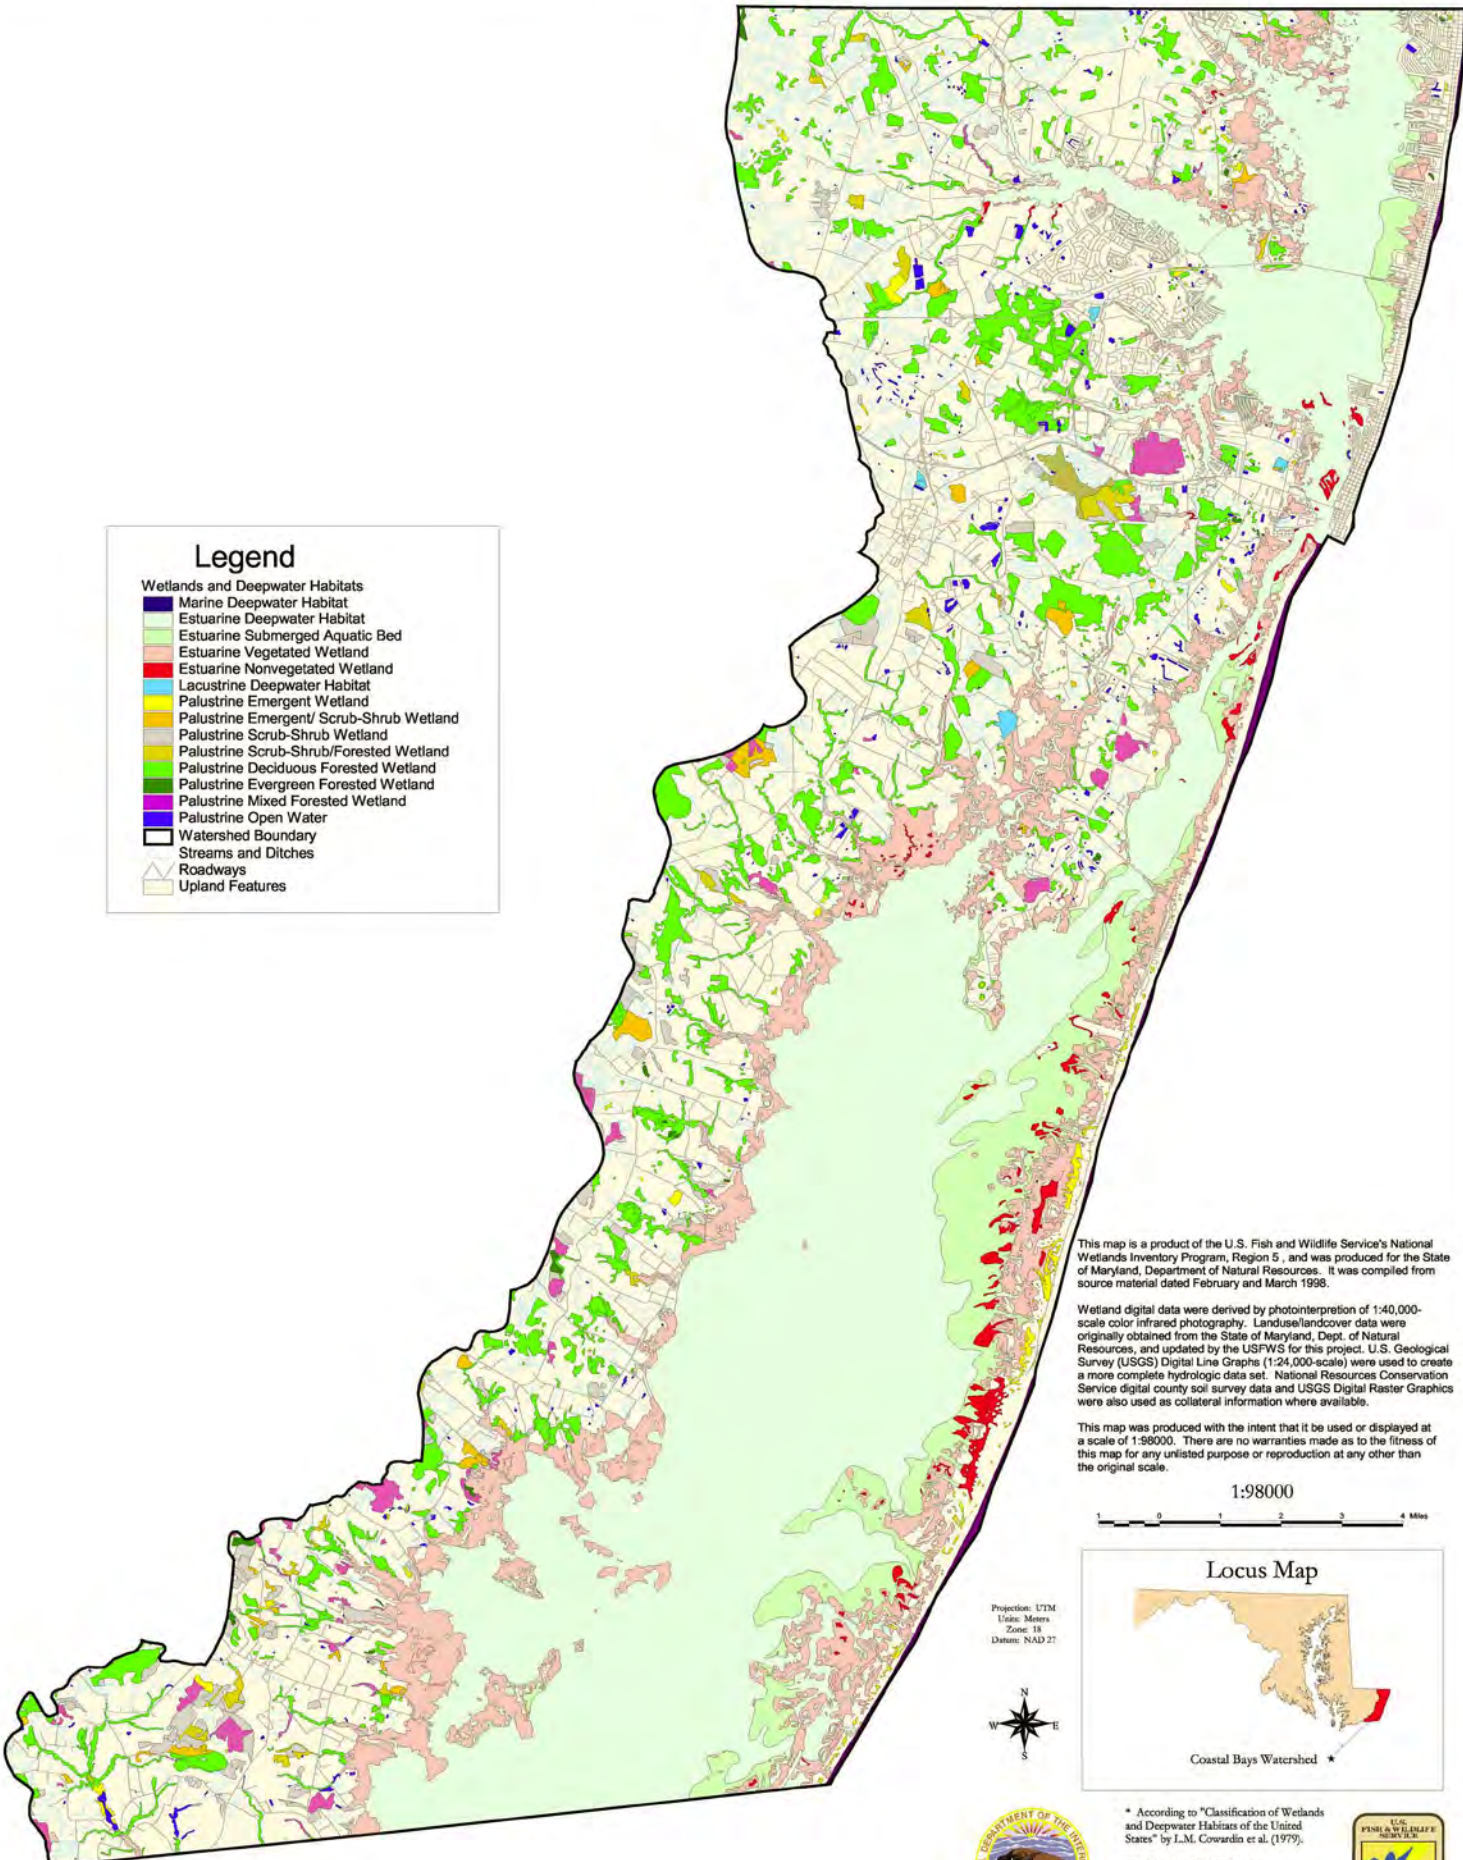 Legend
Wetlands and Deepwater Habitats
Marine Deepwater Habitat
Estuarine Deepwater Habitat
Estuarine Submerged Aquatic Bed
Estuarine Vegetated Wetland
Estuarine Nonvegetated Wetland
Lacustrine Deepwater Habitat
Palustrine Emergent Wetland
Palustrine Emergent/ Scrub-Shrub Wetland
Palustrine Scrub-Shrub Wetland
Palustrine Scrub-Shrub/Forested Wetland
Palustrine Deciduous Forested Wetland
Palustrine Evergreen Forested Wetland
Palustrine Mixed Forested Wetland
Palustrine Open Water
Watershed Boundary
Streams and Ditches
Roadways
Upland Features
This map is a product of the U.S. Fish and Wildlife Service's National
Wetlands Inventory Program, Region 5 , and was produced for the State
of Maryland, Department of Natural Resources. It was compiled from
source material dated February and March 1998.
Wetland digital data were derived by photointerpretion of 1:40,000-
scale color infrared photography. Landuse/landcover data were
originally obtained from the State of Maryland, Dept. of Natural
Resources, and updated by the USFWS for this project. U.S. Geological
Survey (USGS) Digital Line Graphs (1:24,000-scale) were used to create
a more complete hydrologic data set. National Resources Conservation
Service digital county soil survey data and USGS Digital Raster Graphics
were also used as collateral information where available.
This map was produced with the intent that it be used or displayed at
a scale of 1:98000. There are no warranties made as to the fitness of
this map for any unlisted purpose or reproduction at any other than
the original scale.
1:98000
1 0 1 2 3 4 Miles
Locus Map
Coastal Bays Watershed
Projection: UTM
Units: Meters
Zone: 18
Datum: NAD 27
N
W E
S
* According to "Classification of Wetlands
and Deepwater Habitats of the United
States" by L.M. Cowardin et al. (1979).
DEPARTMENT OF THE INTER
U.S.
FISH & WILDLIFE
SERVICE